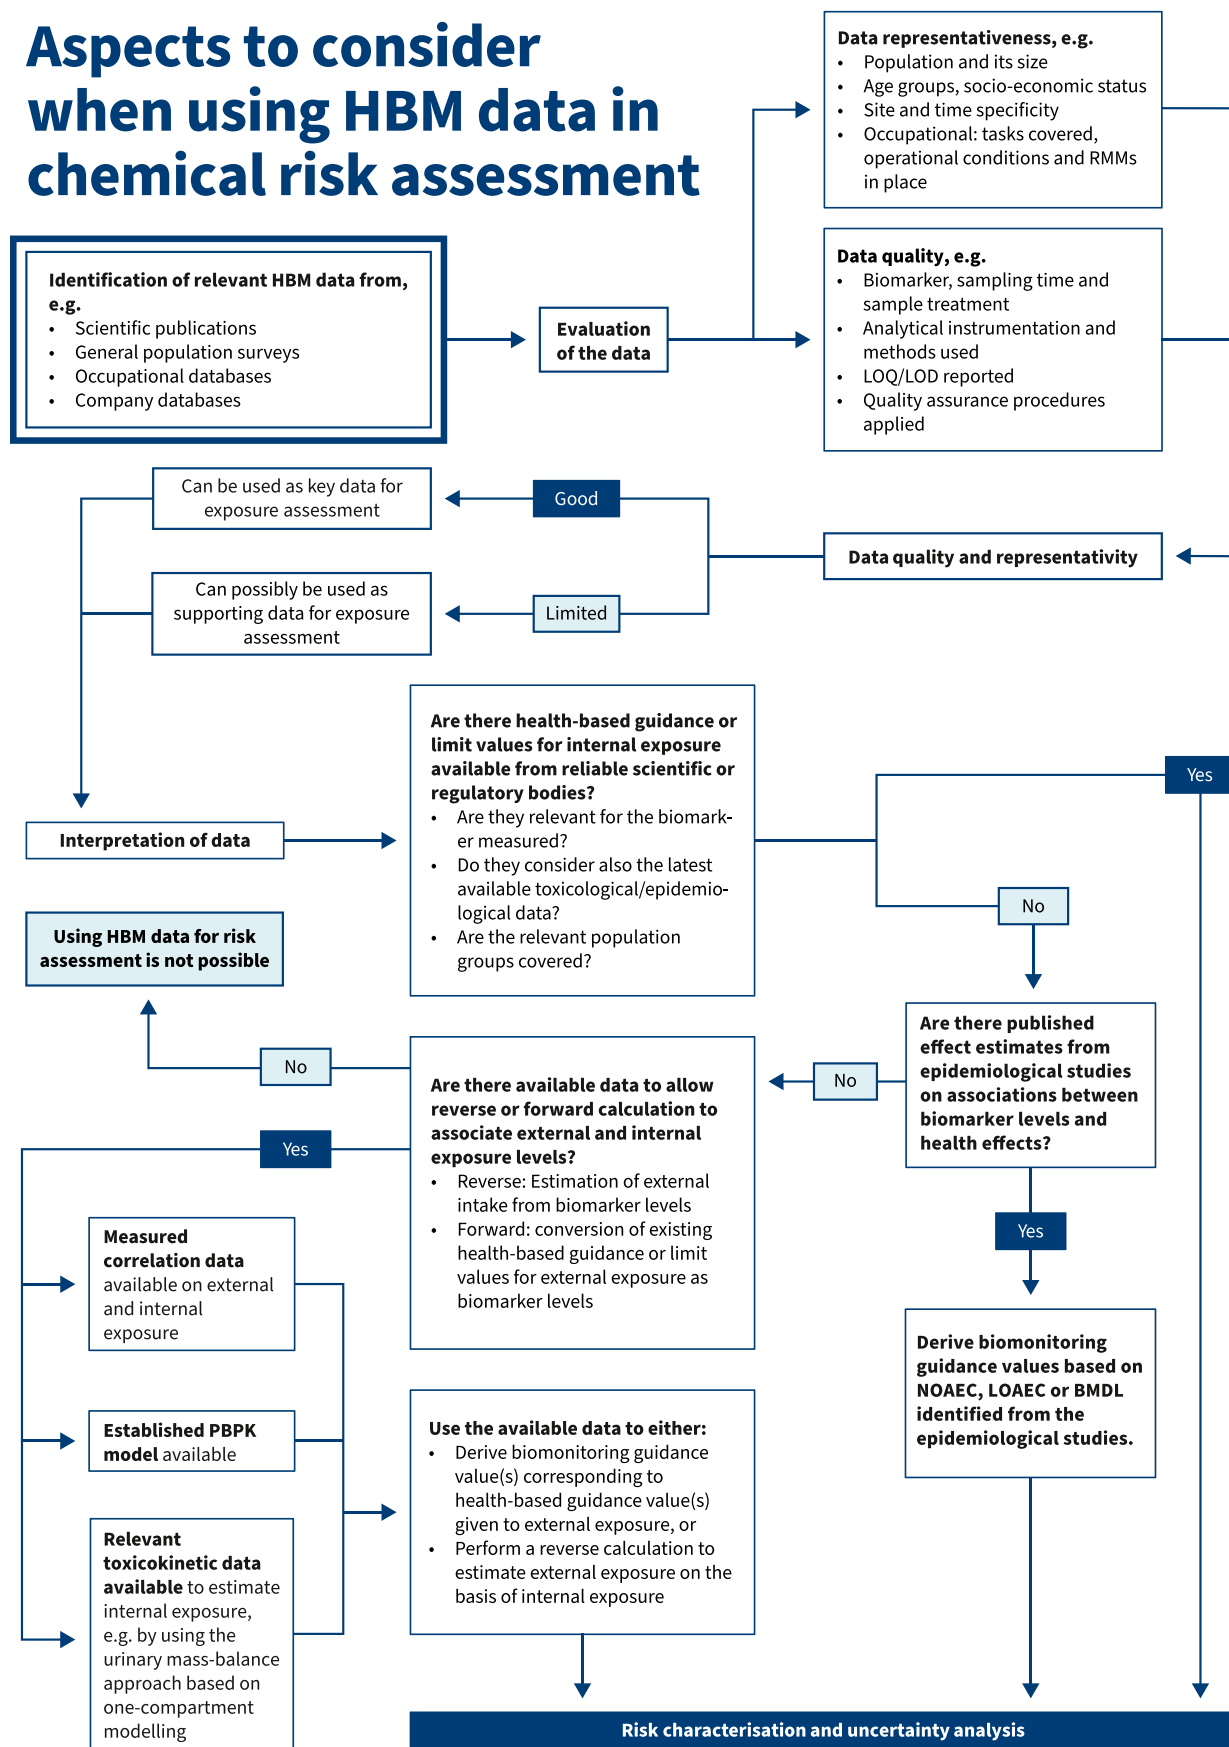 Aspects to consider
when using HBM data in
chemical risk assessment
Data representativeness, e.g.
• Population and its size
• Age groups, socio-economic status
• Site and time specificity
• Occupational: tasks covered,
operational conditions and RMMs
in place
Identification of relevant HBM data from,
e.g.
• Scientific publications
• General population surveys
• Occupational databases
• Company databases
Evaluation
of the data
Data quality, e.g.
• Biomarker, sampling time and
sample treatment
• Analytical instrumentation and
methods used
• LOQ/LOD reported
• Quality assurance procedures
applied
Can be used as key data for
exposure assessment
Good
Data quality and representativity
Can possibly be used as
supporting data for exposure
assessment
Limited
Interpretation of data
Are there health-based guidance or
limit values for internal exposure
available from reliable scientific or
regulatory bodies?
• Are they relevant for the biomark-
er measured?
• Do they consider also the latest
available toxicological/epidemio-
logical data?
• Are the relevant population
groups covered?
Yes
No
Using HBM data for risk
assessment is not possible
Are there published
effect estimates from
epidemiological studies
on associations between
biomarker levels and
health effects?
No
No
Are there available data to allow
reverse or forward calculation to
associate external and internal
exposure levels?
• Reverse: Estimation of external
intake from biomarker levels
• Forward: conversion of existing
health-based guidance or limit
values for external exposure as
biomarker levels
Yes
Yes
Measured
correlation data
available on external
and internal
exposure
Derive biomonitoring
guidance values based on
NOAEC, LOAEC or BMDL
identified from the
epidemiological studies.
Established PBPK
model available
Use the available data to either:
• Derive biomonitoring guidance
value(s) corresponding to
health-based guidance value(s)
given to external exposure, or
• Perform a reverse calculation to
estimate external exposure on the
basis of internal exposure
Relevant
toxicokinetic data
available to estimate
internal exposure,
e.g. by using the
urinary mass-balance
approach based on
one-compartment
modelling
Risk characterisation and uncertainty analysis